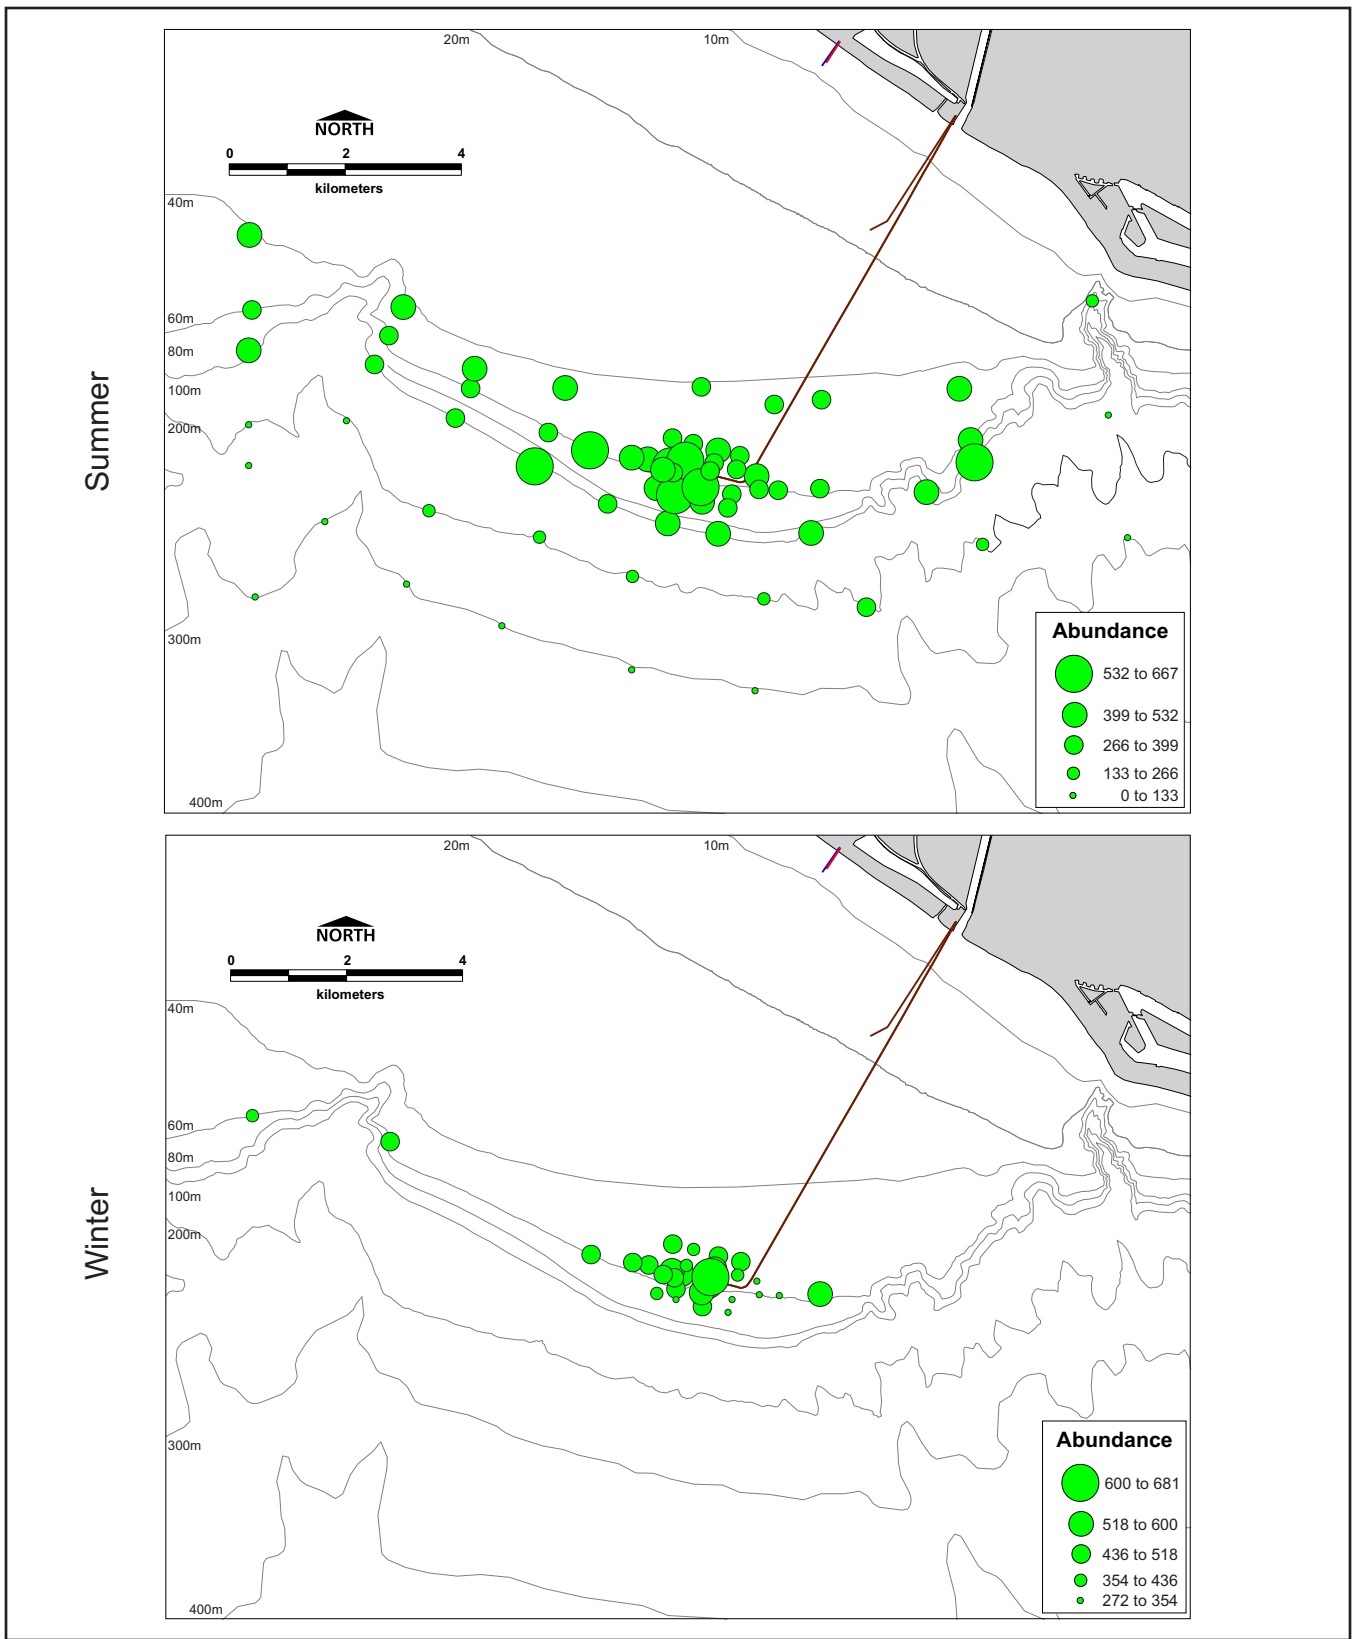 Summer
20m
10m
NORTH
0 2 4
kilometers
40m
60m
80m
100m
200m
300m
400m
Abundance
532 to 667
399 to 532
266 to 399
133 to 266
0 to 133
Winter
20m
10m
NORTH
0 2 4
kilometers
40m
60m
80m
100m
200m
300m
400m
Abundance
600 to 681
518 to 600
436 to 518
354 to 436
272 to 354